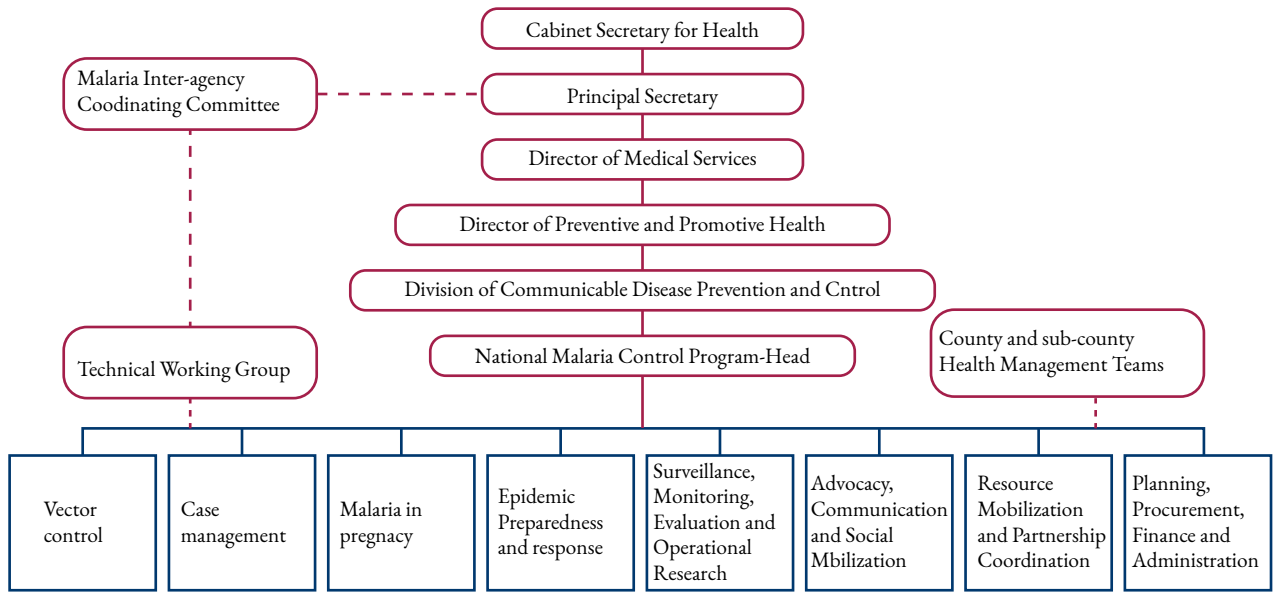 Cabinet Secretary for Health
Malaria Inter-agency
Coodinating Committee
Principal Secretary
Director of Medical Services
Director of Preventive and Promotive Health
Division of Communicable Disease Prevention and Cntrol
National Malaria Control Program-Head
County and sub-county
Health Management Teams
Technical Working Group
Vector
control
Case
management
Malaria in
pregnacy
Epidemic
Preparedness
and response
Surveillance,
Monitoring,
Evaluation and
Operational
Research
Advocacy,
Communication
and Social
Mbilization
Resource
Mobilization
and Partnership
Coordination
Planning,
Procurement,
Finance and
Administration